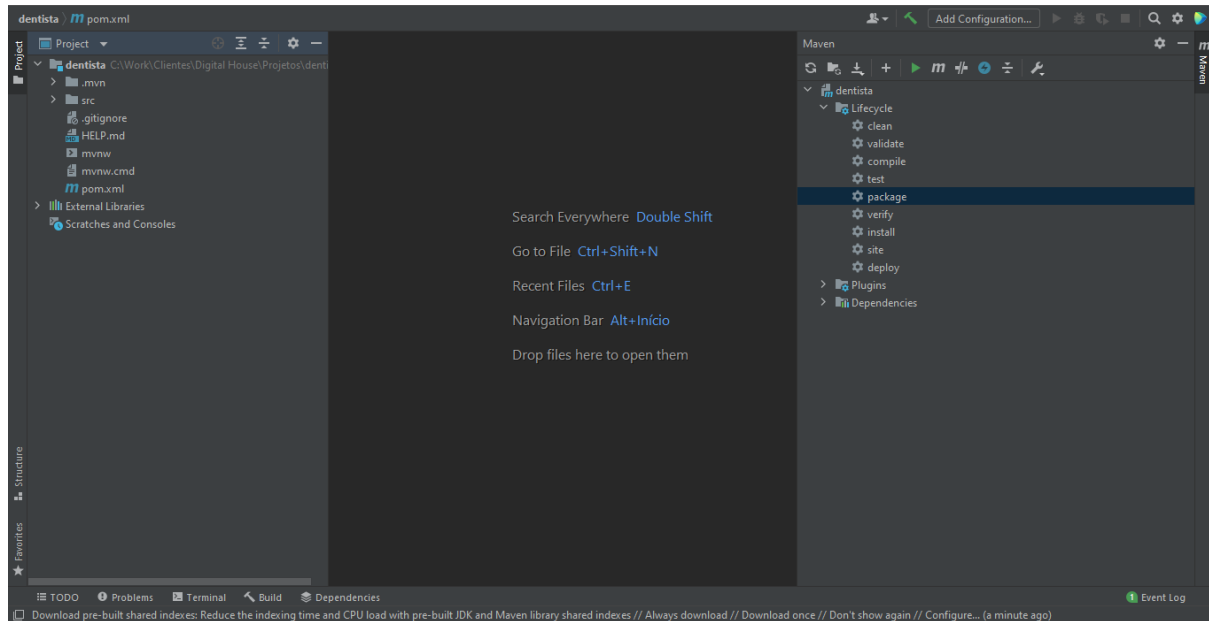 dentista
m pom.xml
Add Configuration...
Project
Project
dentista C:\Work\Clientes\Digital House\Projetos\denti
.mvn
src
.gitignore
HELP.md
mvnw
mvnw.cmd
m pom.xml
External Libraries
Scratches and Consoles
Structure
Favorites
Search Everywhere Double Shift
Go to File Ctrl+Shift+N
Recent Files Ctrl+E
Navigation Bar Alt+Início
Drop files here to open them
Maven
m
dentista
Lifecycle
clean
validate
compile
test
package
verify
install
site
deploy
Plugins
Dependencies
m Maven
TODO
Problems
Terminal
Build
Dependencies
1 Event Log
Download pre-built shared indexes: Reduce the indexing time and CPU load with pre-built JDK and Maven library shared indexes // Always download // Download once // Don't show again // Configure... (a minute ago)